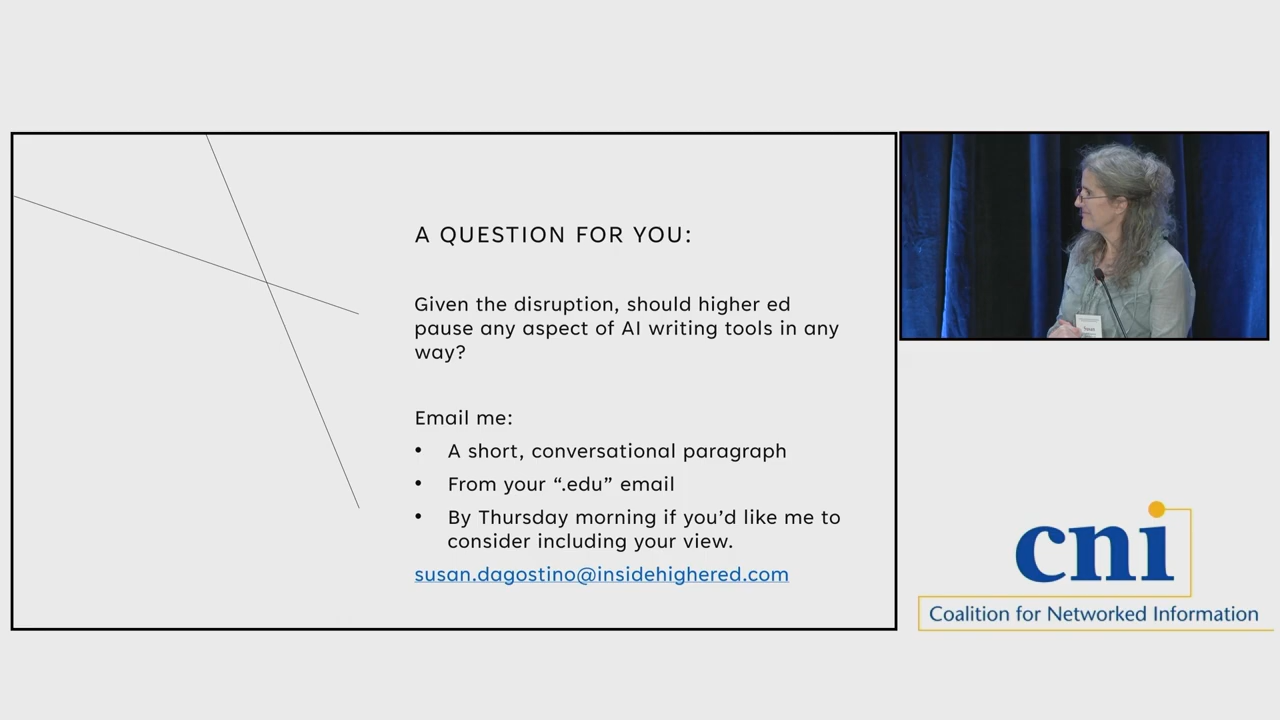 A QUESTION FOR YOU:
Given the disruption, should higher ed
pause any aspect of AI writing tools in any
way?
Email me:
• A short, conversational paragraph
• From your “.edu” email
• By Thursday morning if you’d like me to
consider including your view.
susan.dagostino@insidehighered.com
cni
Coalition for Networked Information